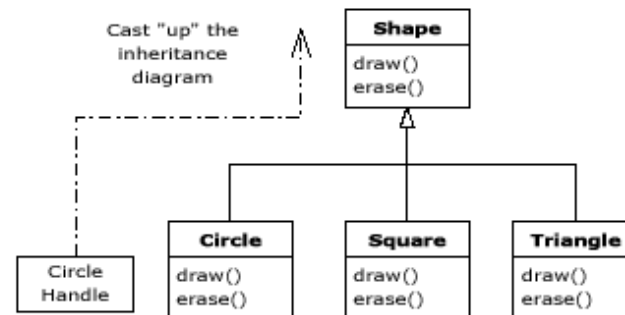 Cast "up" the
inheritance
diagram
Shape
draw()
erase()
Circle
Handle
Circle
draw()
erase()
Square
draw()
erase()
Triangle
draw()
erase()